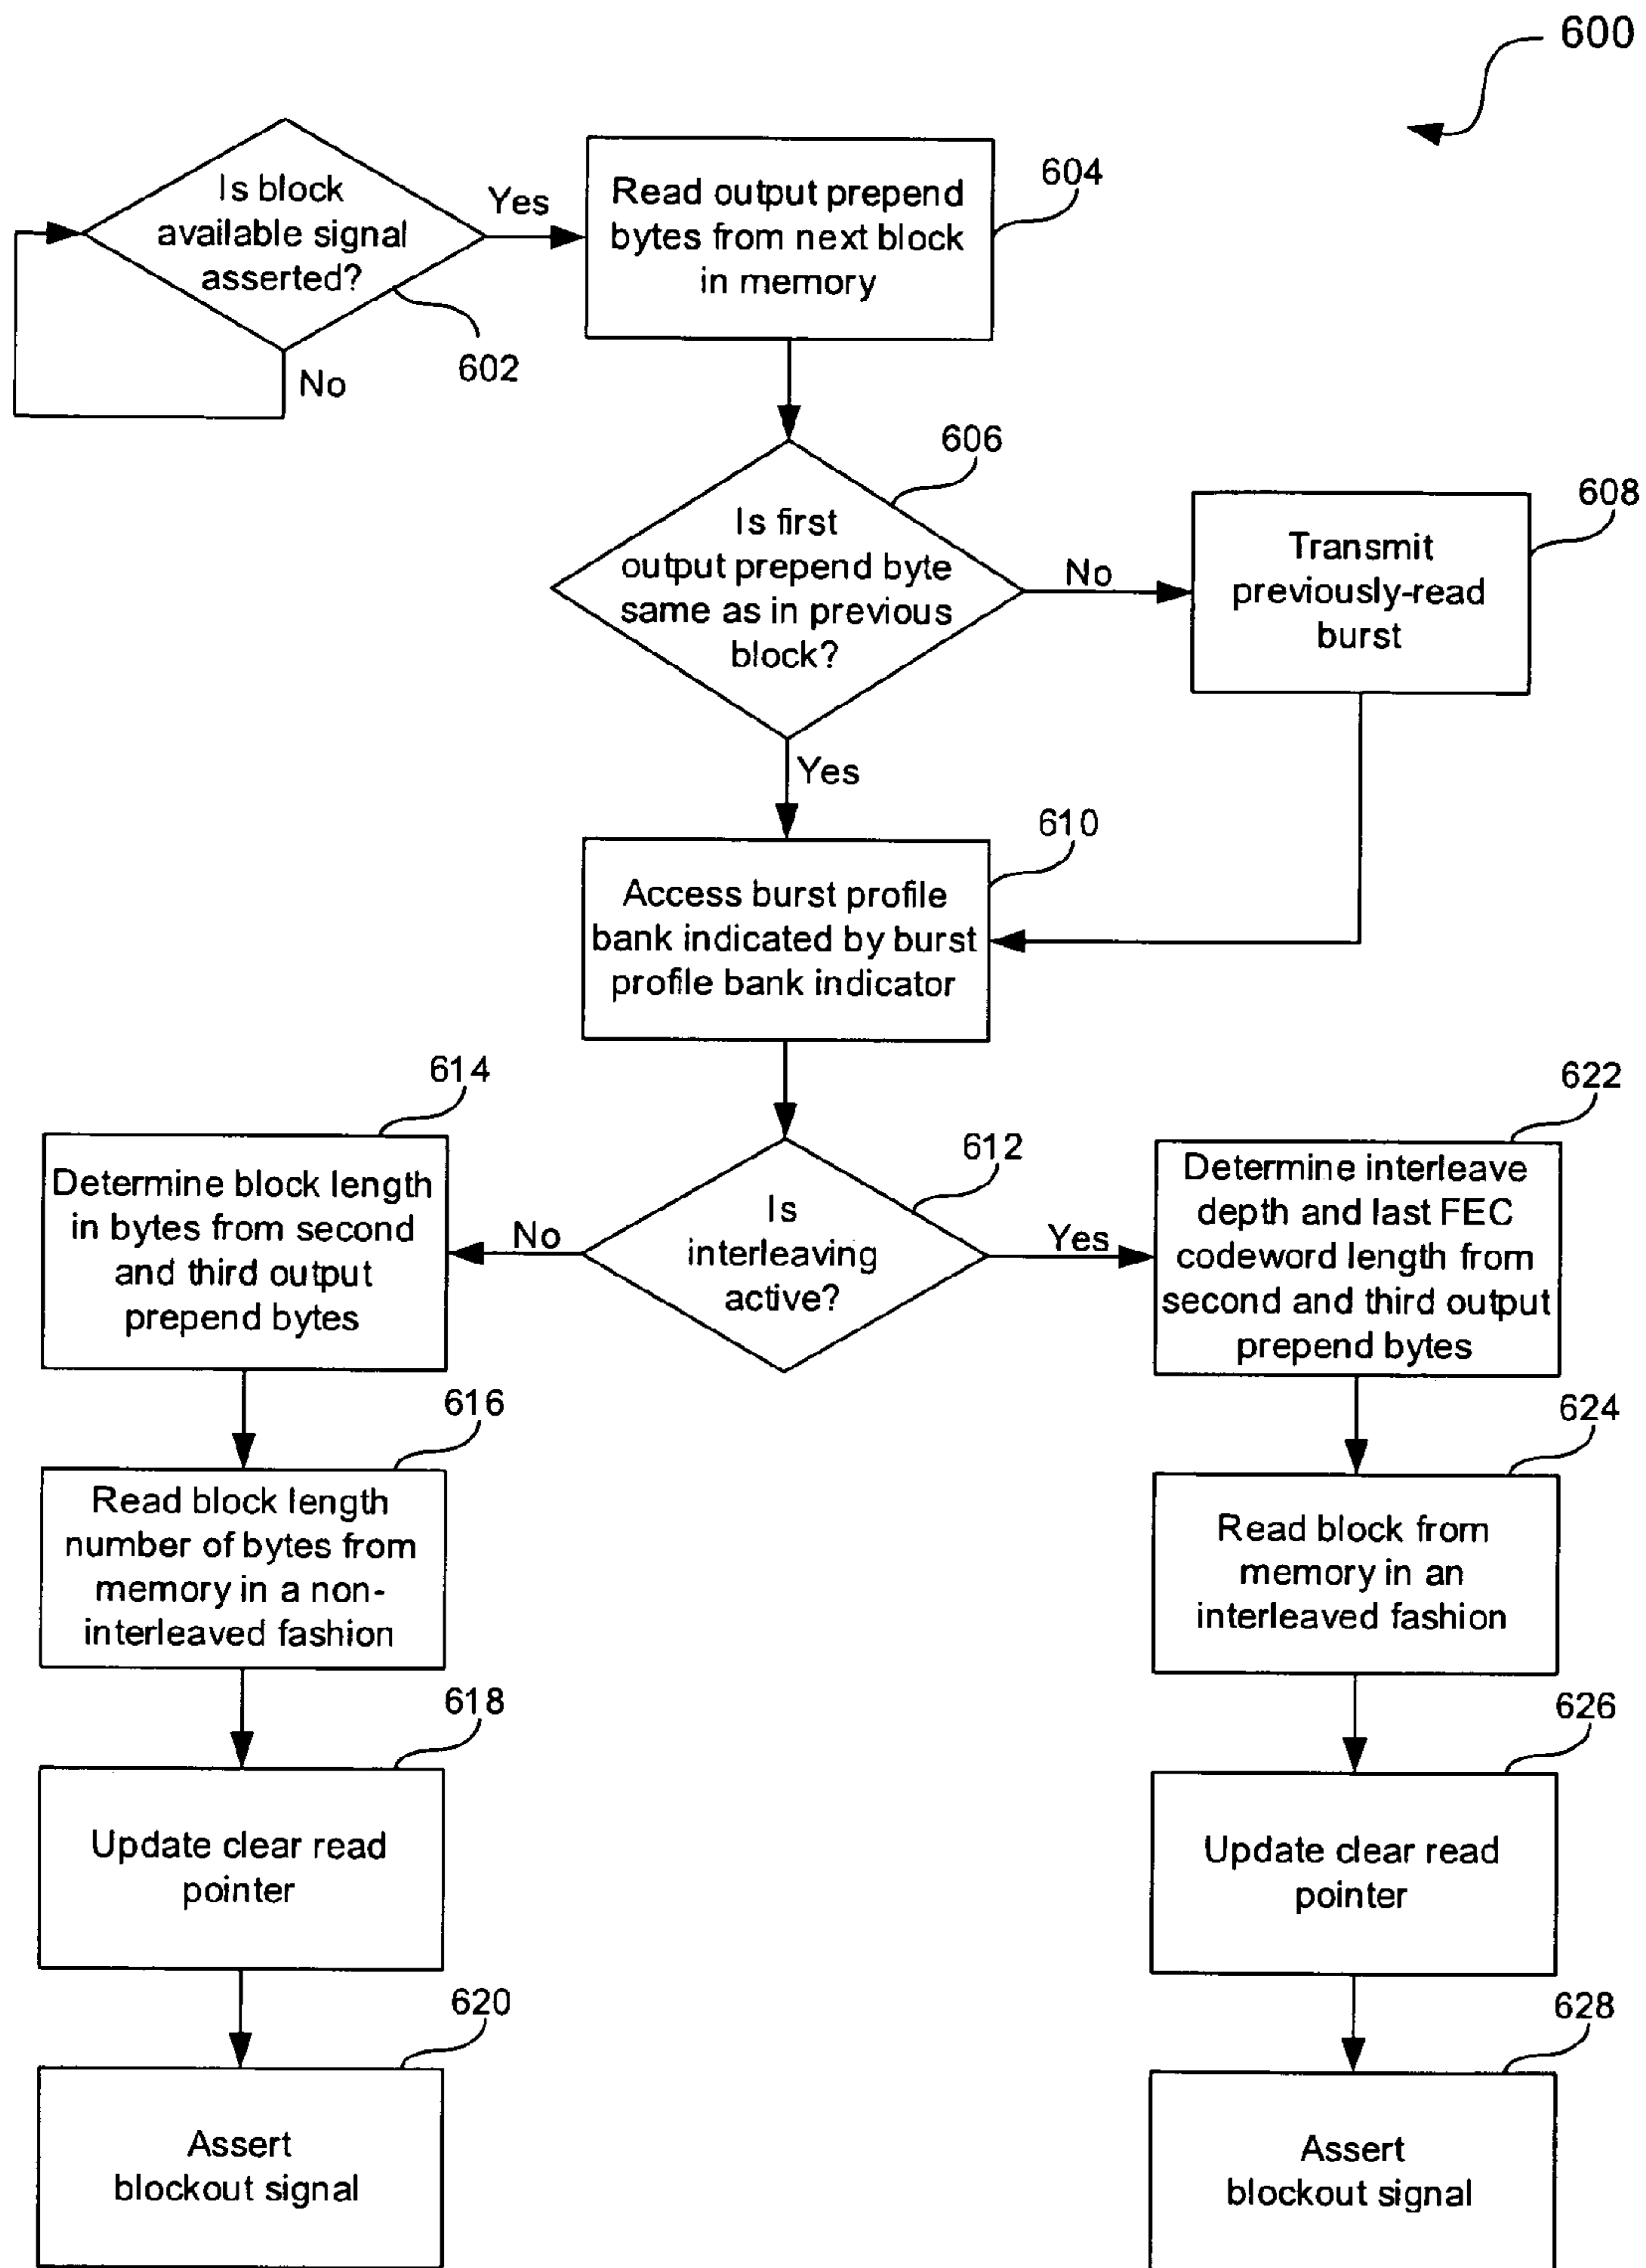 600
Is block
available signal
asserted?
Yes
No
602
Read output prepend
bytes from next block
in memory
604
606
Is first
output prepend byte
same as in previous
block?
No
Yes
608
Transmit
previously-read
burst
610
Access burst profile
bank indicated by burst
profile bank indicator
612
Is
interleaving
active?
No
Yes
614
Determine block length
in bytes from second
and third output
prepend bytes
616
Read block length
number of bytes from
memory in a non-
interleaved fashion
618
Update clear read
pointer
620
Assert
blockout signal
622
Determine interleave
depth and last FEC
codeword length from
second and third output
prepend bytes
624
Read block from
memory in an
interleaved fashion
626
Update clear read
pointer
628
Assert
blockout signal